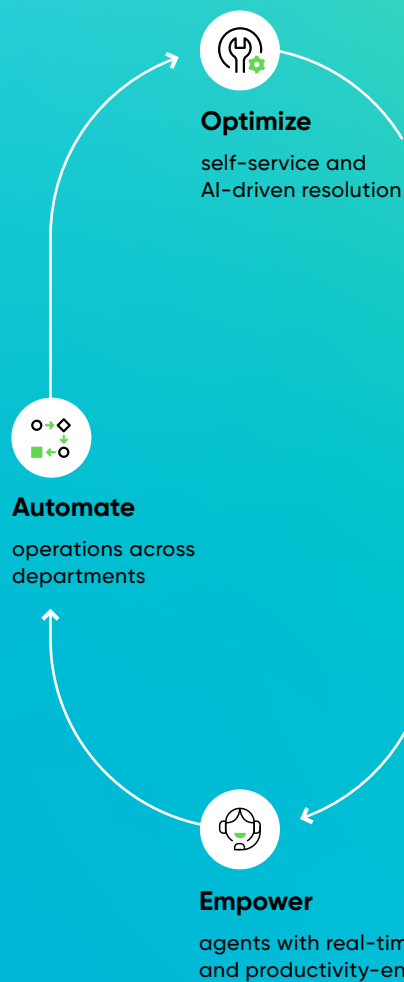 Optimize
self-service and
AI-driven resolution
Automate
operations across
departments
Empower
agents with real-tim
and productivity-en